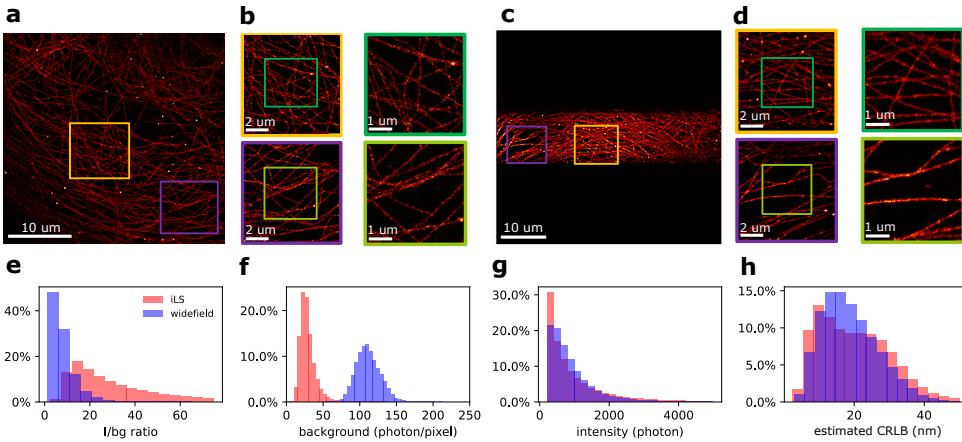 a
b
c
d
10 um
2 um
1 um
2 um
1 um
10 um
2 um
1 um
2 um
1 um
e
f
g
h
40%
20%
0%
0
20
40
60
I/bg ratio
iLS
widefield
20.0%
10.0%
0.0%
0
50
100
150
200
250
background (photon/pixel)
30.0%
20.0%
10.0%
0.0%
0
2000
4000
intensity (photon)
15.0%
10.0%
5.0%
0.0%
20
40
estimated CRLB (nm)